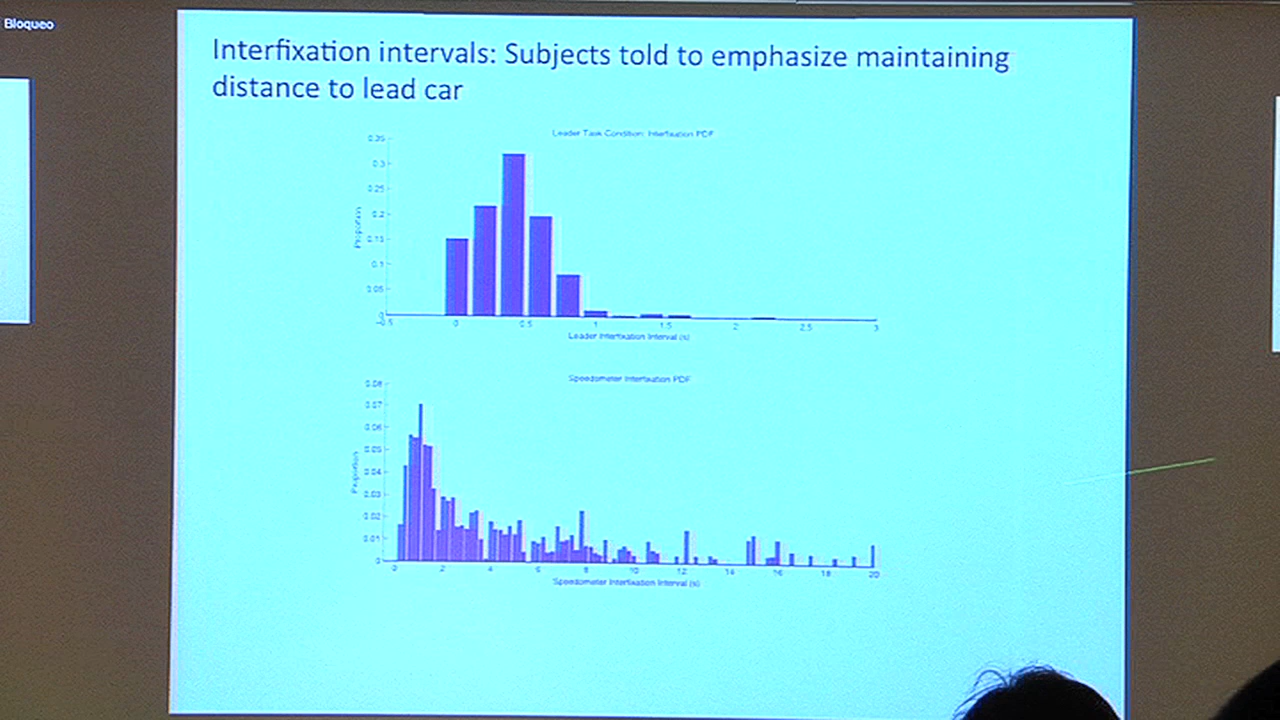 Bloqueo
Interfixation intervals: Subjects told to emphasize maintaining
distance to lead car
Leader Task Condition: Interfixation PDF
0.35
0.3
0.25
0.2
0.15
0.1
0.05
0
Proportion
-0.5 0 0.5 1 1.5 2 2.5 3
Leader Interfixation Interval (s)
Speedometer Interfixation PDF
0.08
0.07
0.06
0.05
0.04
0.03
0.02
0.01
0
Proportion
0 2 4 6 8 10 12 14 16 18 20
Speedometer Interfixation Interval (s)